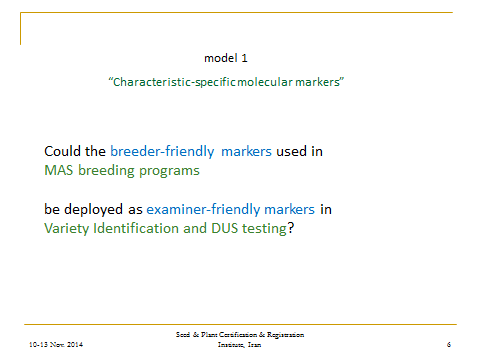 model 1
“Characteristic-specific molecular markers”
Could the breeder-friendly markers used in
MAS breeding programs
be deployed as examiner-friendly markers in
Variety Identification and DUS testing?
10-13 Nov. 2014
Seed & Plant Certification & Registration
Institute, Iran
6